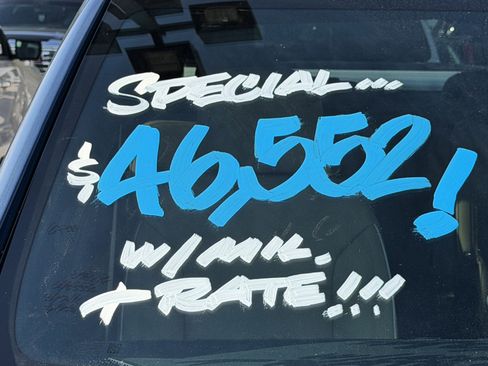 SPECIAL...
$46,552!
W/ MIL.
+ RATE!!!